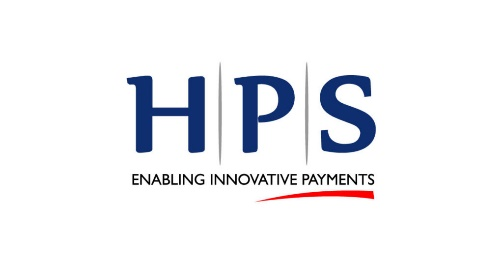 H|P|S
ENABLING INNOVATIVE PAYMENTS